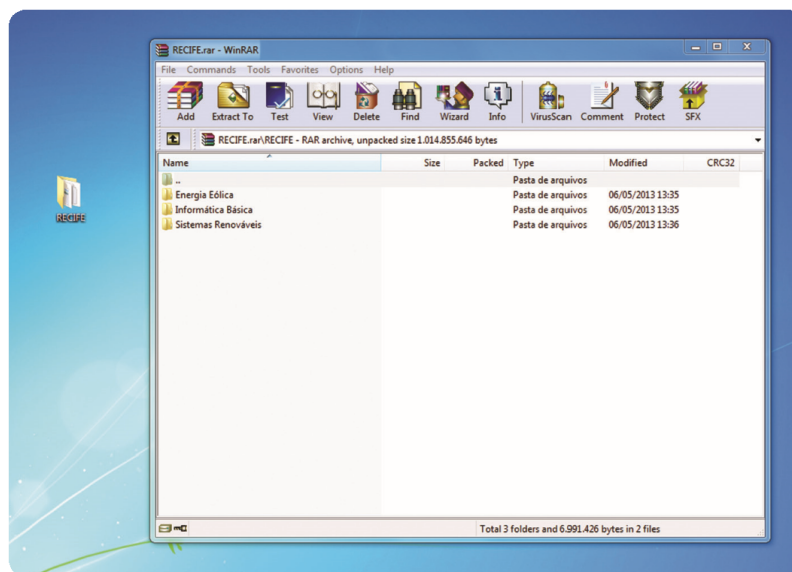 RECIFE.rar - WinRAR
File Commands Tools Favorites Options Help
Add Extract To Test View Delete Find Wizard Info VirusScan Comment Protect SFX
RECIFE.rar\RECIFE - RAR archive, unpacked size 1.014.855.646 bytes
Name Size Packed Type Modified CRC32
.. Pasta de arquivos
Energia Eólica Pasta de arquivos 06/05/2013 13:35
Informática Básica Pasta de arquivos 06/05/2013 13:35
Sistemas Renováveis Pasta de arquivos 06/05/2013 13:36
RECIFE
Total 3 folders and 6.991.426 bytes in 2 files